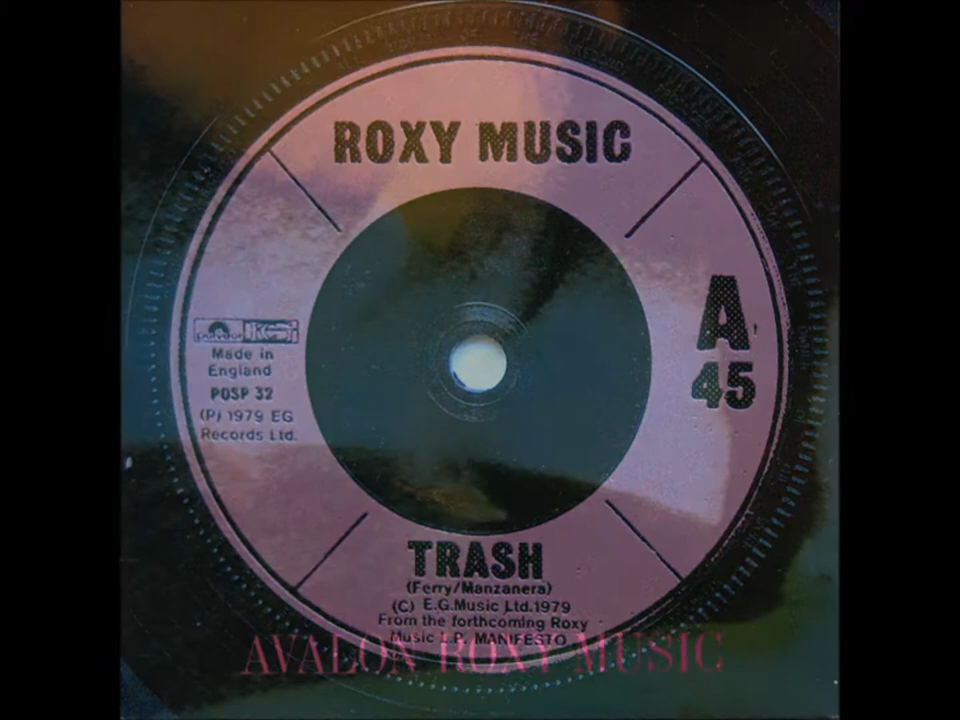 ROXY MUSIC
A
45
polydor
Made in
England
POSP 32
(P) 1979 EG
Records Ltd.
TRASH
(Ferry/Manzanera)
(C) E.G.Music Ltd.1979
From the forthcoming Roxy
Music L.P. MANIFESTO
AVALON ROXY MUSIC